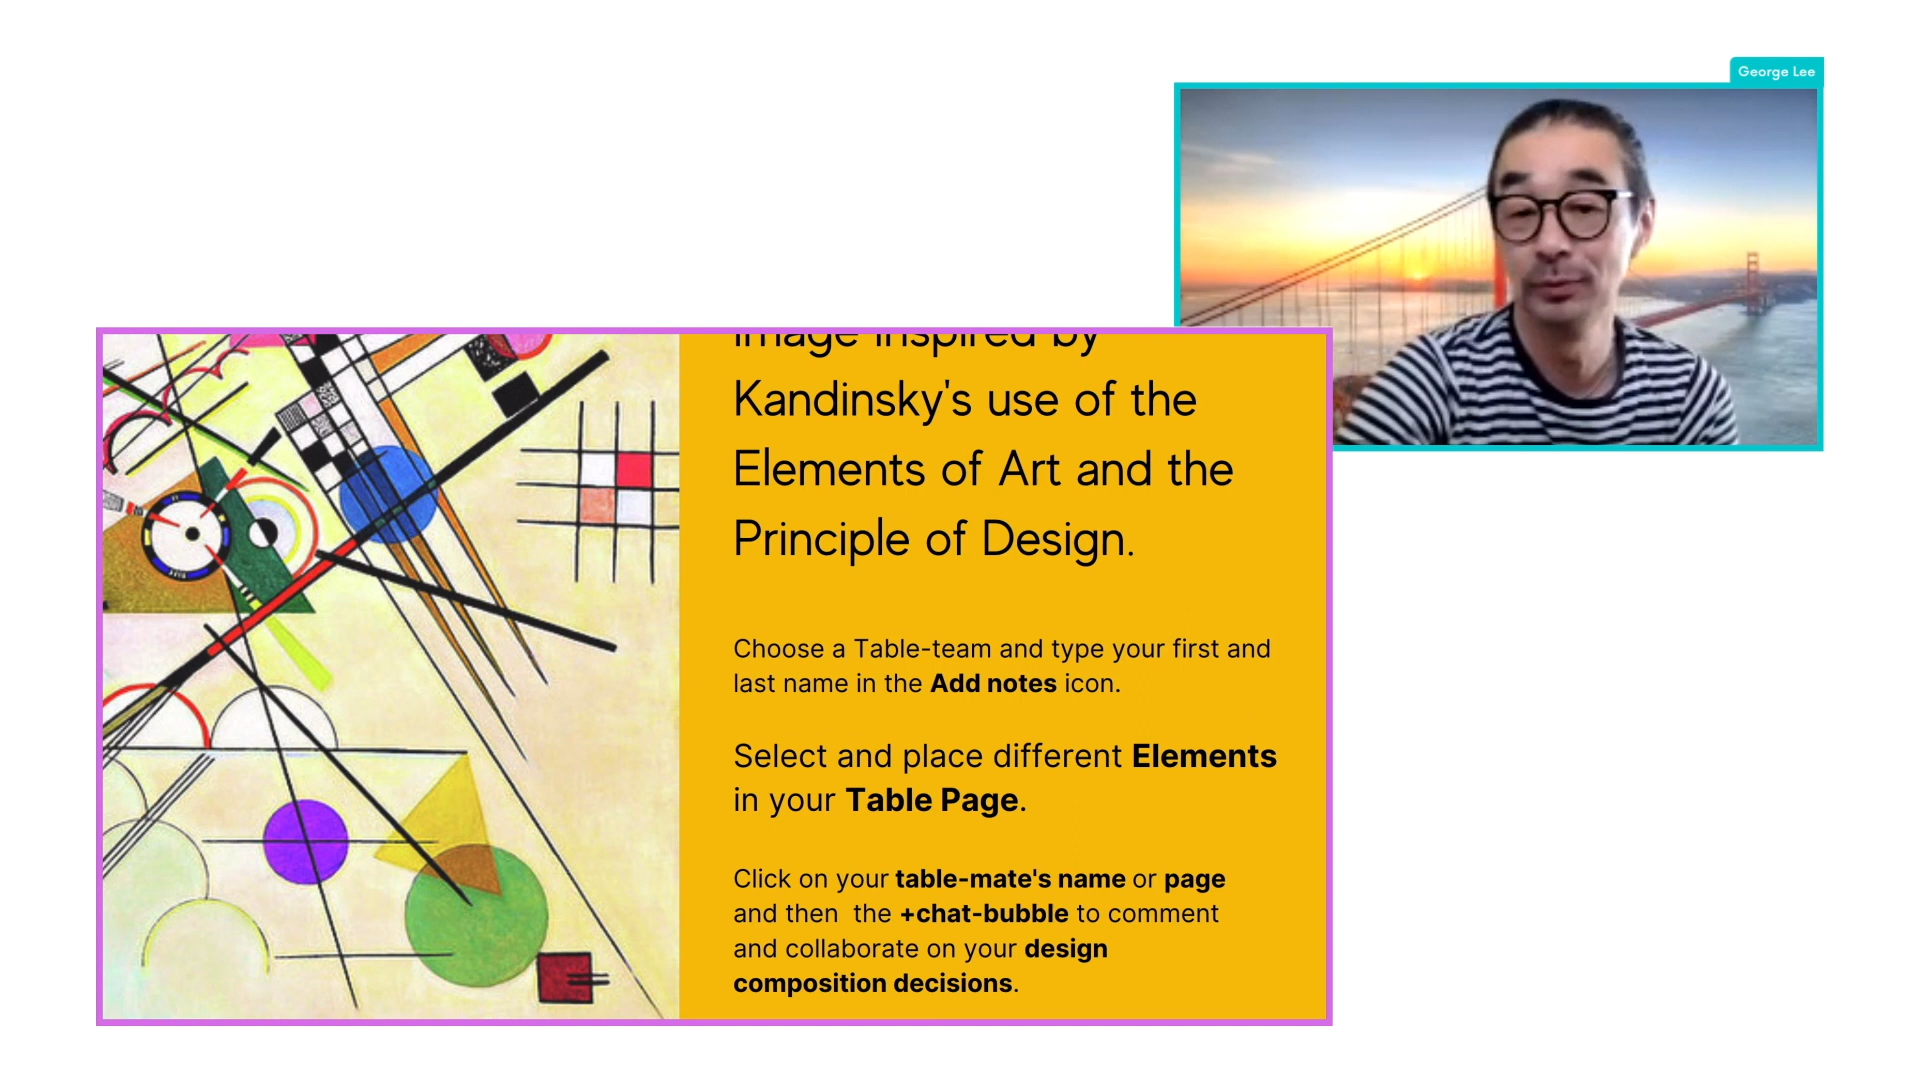 George Lee
image inspired by
Kandinsky's use of the
Elements of Art and the
Principle of Design.
Choose a Table-team and type your first and
last name in the Add notes icon.
Select and place different Elements
in your Table Page.
Click on your table-mate's name or page
and then  the +chat-bubble to comment
and collaborate on your design
composition decisions.